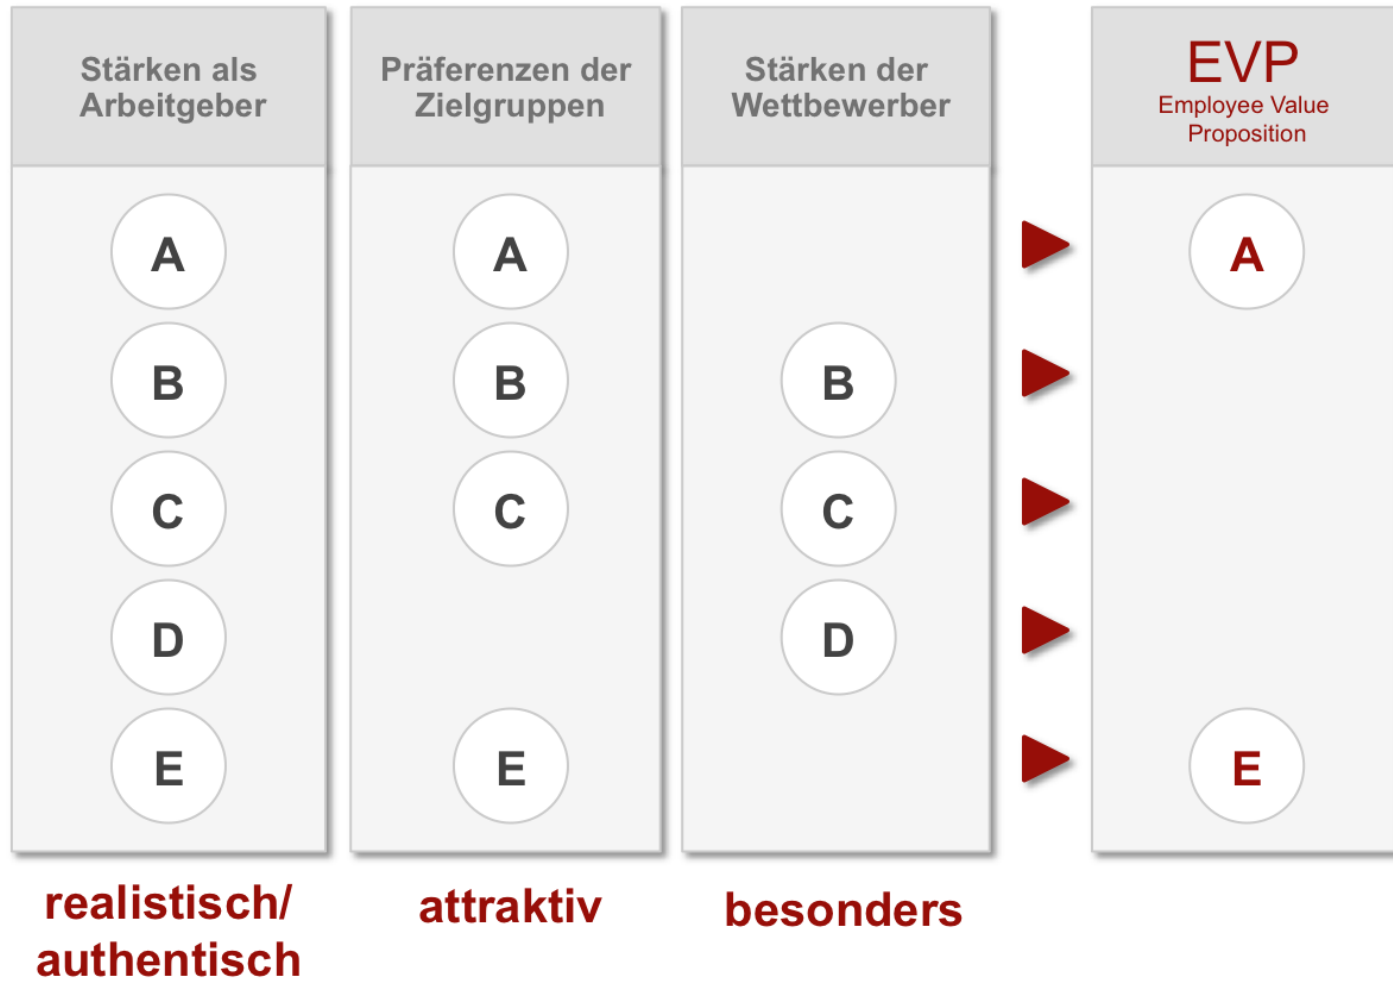 Stärken als
Arbeitgeber
Präferenzen der
Zielgruppen
Stärken der
Wettbewerber
EVP
Employee Value
Proposition
A
A
A
B
B
B
C
C
C
D
D
E
E
E
realistisch/
authentisch
attraktiv
besonders